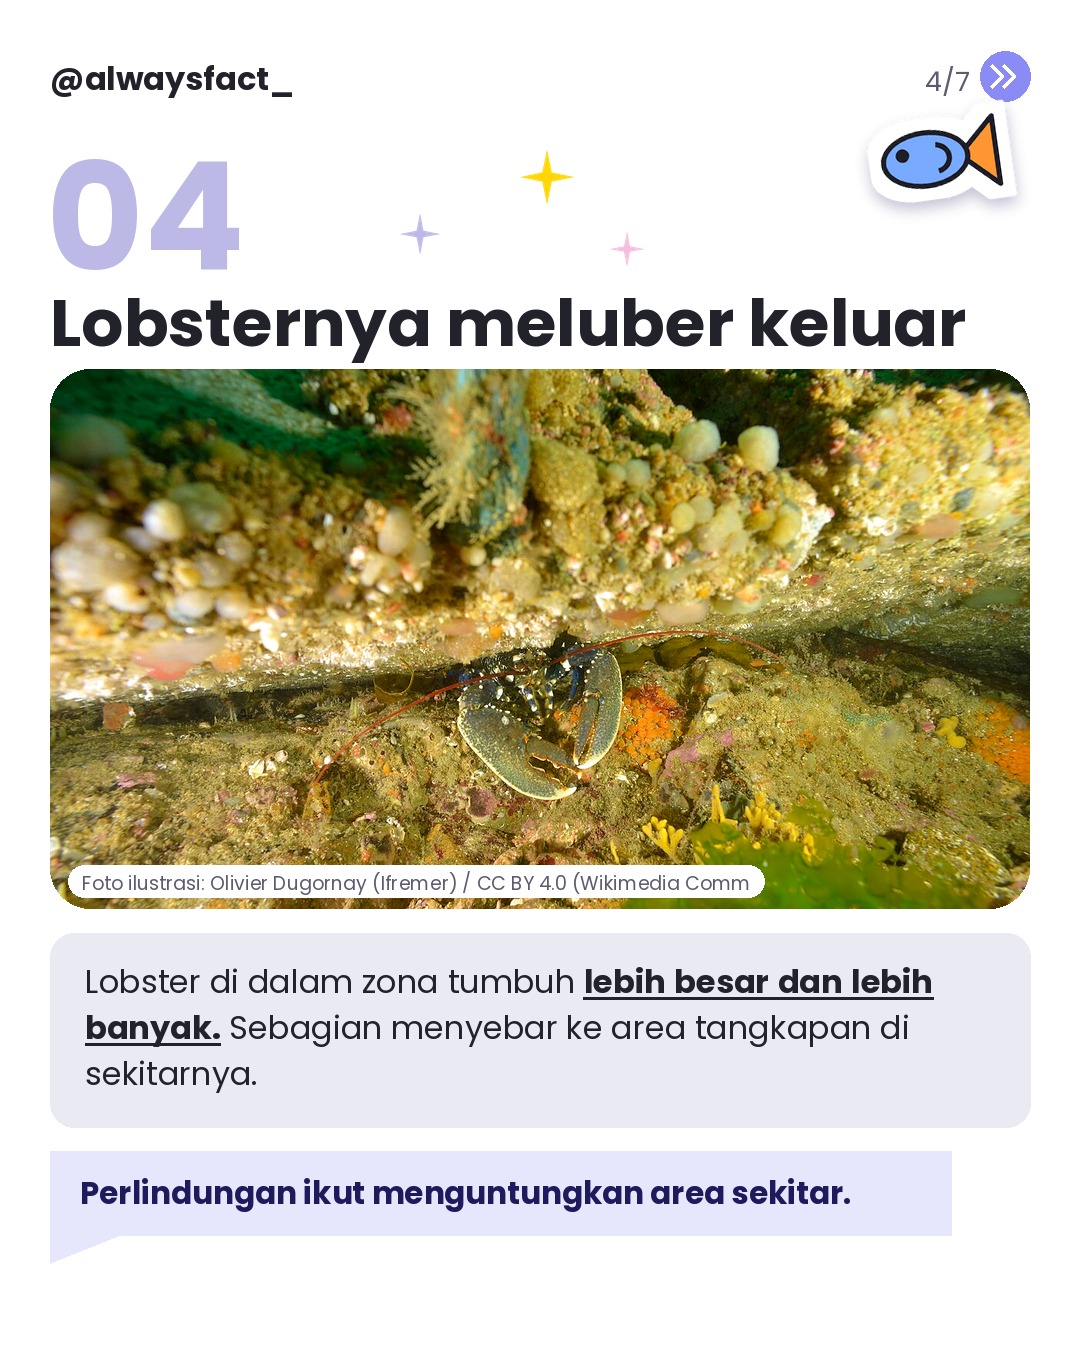 @alwaysfact_
4/7
04
Lobsternya meluber keluar
Foto ilustrasi: Olivier Dugornay (Ifremer) / CC BY 4.0 (Wikimedia Comm
Lobster di dalam zona tumbuh lebih besar dan lebih
banyak. Sebagian menyebar ke area tangkapan di
sekitarnya.
Perlindungan ikut menguntungkan area sekitar.